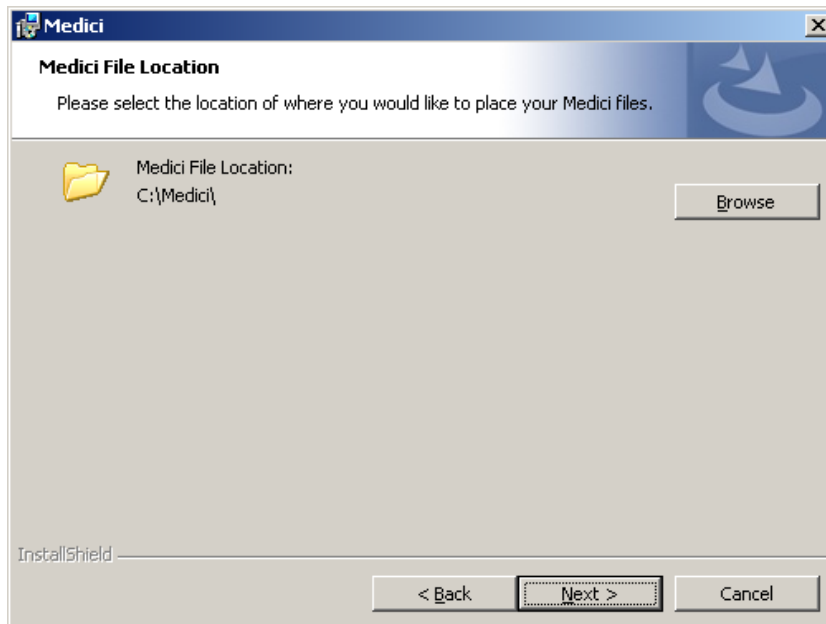 Medici
Medici File Location
Please select the location of where you would like to place your Medici files.
Medici File Location:
C:\Medici\
Browse
InstallShield
< Back
Next >
Cancel